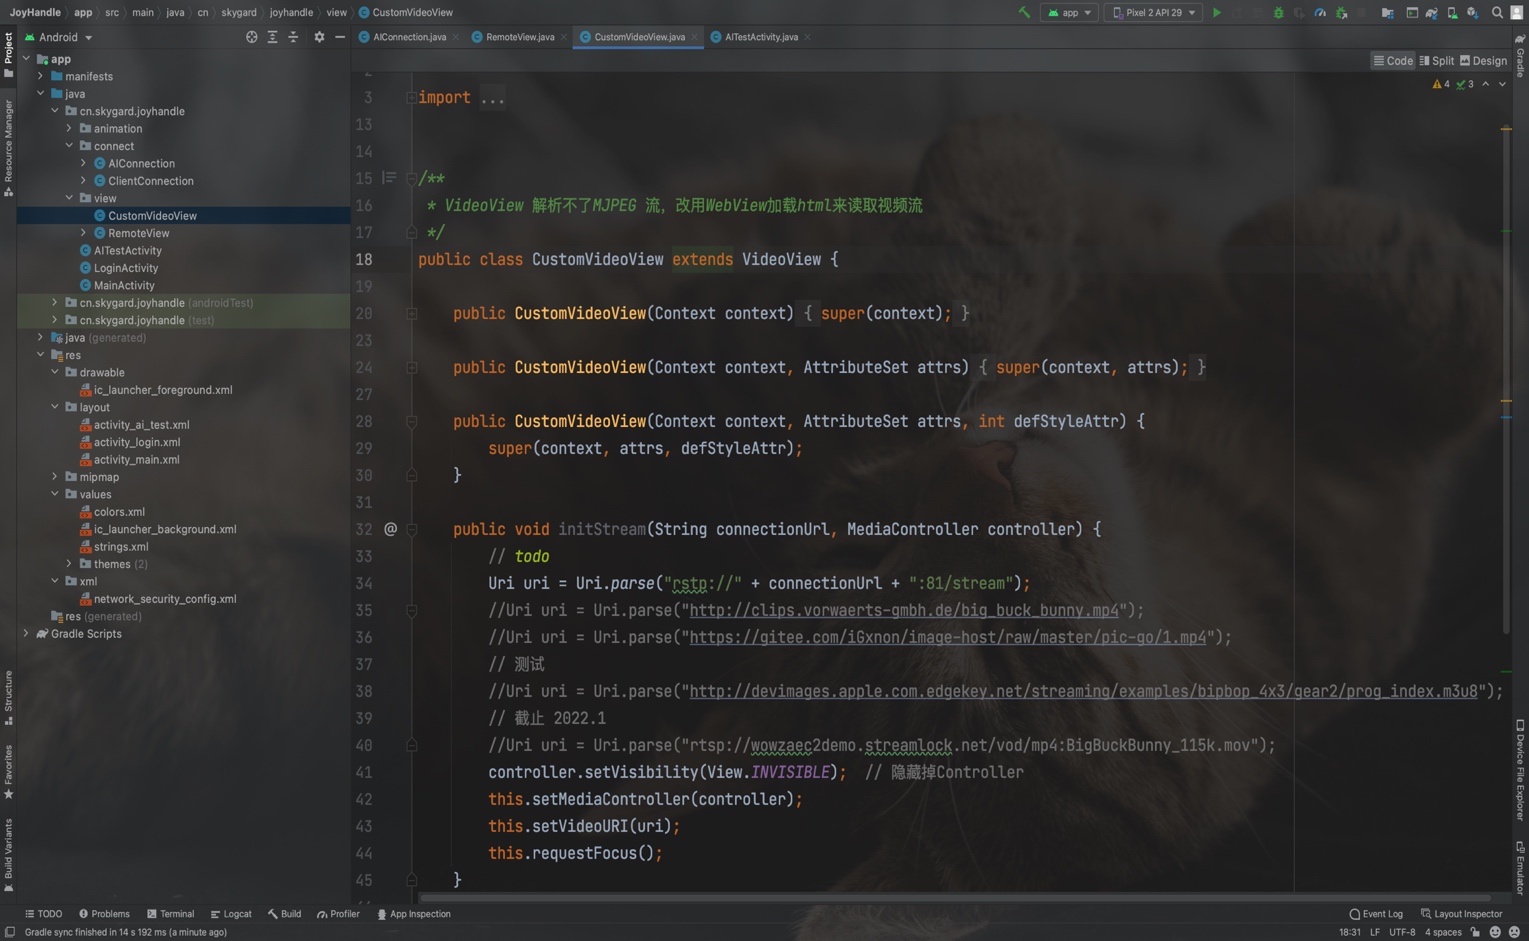 JoyHandle app src main java cn skygard joyhandle view CustomVideoView
app Pixel 2 API 29
Android
AIConnection.java RemoteView.java CustomVideoView.java AITestActivity.java
Code Split Design
4 3
Project
Resource Manager
Structure
Favorites
Build Variants
app
manifests
java
cn.skygard.joyhandle
animation
connect
AIConnection
ClientConnection
view
CustomVideoView
RemoteView
AITestActivity
LoginActivity
MainActivity
cn.skygard.joyhandle (androidTest)
cn.skygard.joyhandle (test)
java (generated)
res
drawable
ic_launcher_foreground.xml
layout
activity_ai_test.xml
activity_login.xml
activity_main.xml
mipmap
values
colors.xml
ic_launcher_background.xml
strings.xml
themes (2)
xml
network_security_config.xml
res (generated)
Gradle Scripts
3 import ...
13
14
15 /**
16 * VideoView 解析不了MJPEG 流，改用WebView加载html来读取视频流
17 */
18 public class CustomVideoView extends VideoView {
19
20 public CustomVideoView(Context context) { super(context); }
23
24 public CustomVideoView(Context context, AttributeSet attrs) { super(context, attrs); }
27
28 public CustomVideoView(Context context, AttributeSet attrs, int defStyleAttr) {
29 super(context, attrs, defStyleAttr);
30 }
31
32 @ public void initStream(String connectionUrl, MediaController controller) {
33 // todo
34 Uri uri = Uri.parse("rstp://" + connectionUrl + ":81/stream");
35 //Uri uri = Uri.parse("http://clips.vorwaerts-gmbh.de/big_buck_bunny.mp4");
36 //Uri uri = Uri.parse("https://gitee.com/iGxnon/image-host/raw/master/pic-go/1.mp4");
37 // 测试
38 //Uri uri = Uri.parse("http://devimages.apple.com.edgekey.net/streaming/examples/bipbop_4x3/gear2/prog_index.m3u8");
39 // 截止 2022.1
40 //Uri uri = Uri.parse("rtsp://wowzaec2demo.streamlock.net/vod/mp4:BigBuckBunny_115k.mov");
41 controller.setVisibility(View.INVISIBLE); // 隐藏掉Controller
42 this.setMediaController(controller);
43 this.setVideoURI(uri);
44 this.requestFocus();
45 }
Gradle
Device File Explorer
Emulator
TODO Problems Terminal Logcat Build Profiler App Inspection Event Log Layout Inspector
Gradle sync finished in 14 s 192 ms (a minute ago) 18:31 LF UTF-8 4 spaces